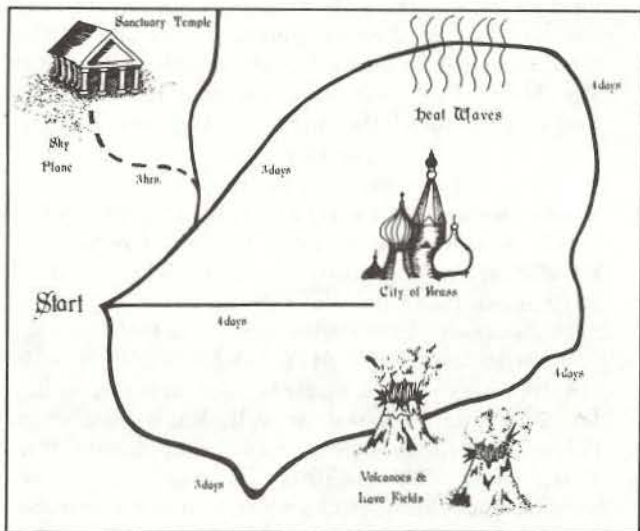 Sanctuary Temple
Sky
Plane
3hrs.
Heat Waves
4days
3days
City of Brass
Start
4days
4days
Volcanoes &
Lava Fields
3days